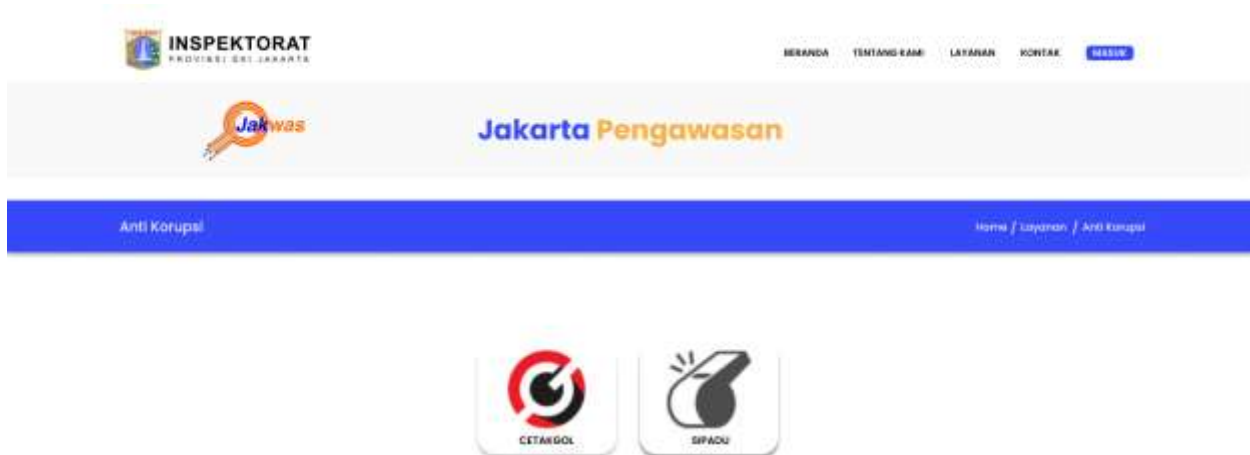 INSPEKTORAT
PROVINSI DKI JAKARTA
BERANDA TENTANG KAMI LAYANAN KONTAK MASUK
Jakwas
Jakarta Pengawasan
Anti Korupsi
Home / Layanan / Anti Korupsi
CETAKGOL
SIPADU